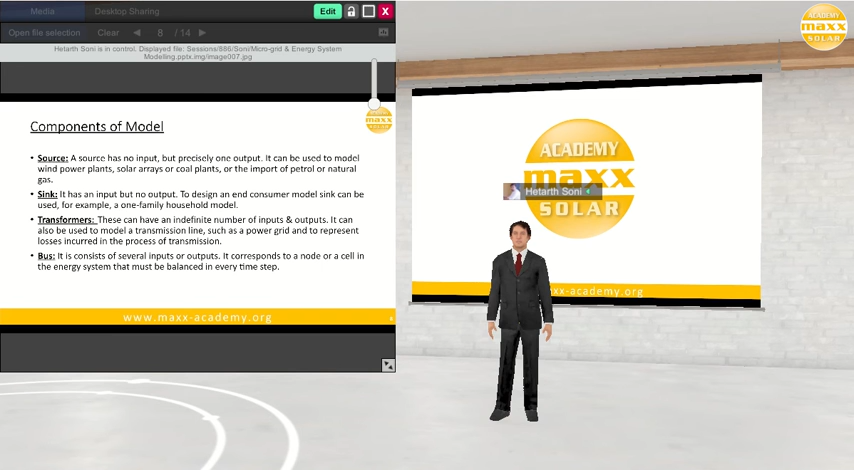 Media
Desktop Sharing
Edit
X
Open file selection
Clear
8 / 14
Hetarth Soni is in control. Displayed file: Sessions/886/Soni/Micro-grid & Energy System
Modelling.pptx.img/image007.jpg
maxx
SOLAR
Components of Model
• Source: A source has no input, but precisely one output. It can be used to model
wind power plants, solar arrays or coal plants, or the import of petrol or natural
gas.
• Sink: It has an input but no output. To design an end consumer model sink can be
used, for example, a one-family household model.
• Transformers: These can have an indefinite number of inputs & outputs. It can
also be used to model a transmission line, such as a power grid and to represent
losses incurred in the process of transmission.
• Bus: It is consists of several inputs or outputs. It corresponds to a node or a cell in
the energy system that must be balanced in every time step.
www.maxx-academy.org
ACADEMY
maxx
SOLAR
Hetarth Soni
xx-academy.org
ACADEMY
maxx
SOLAR